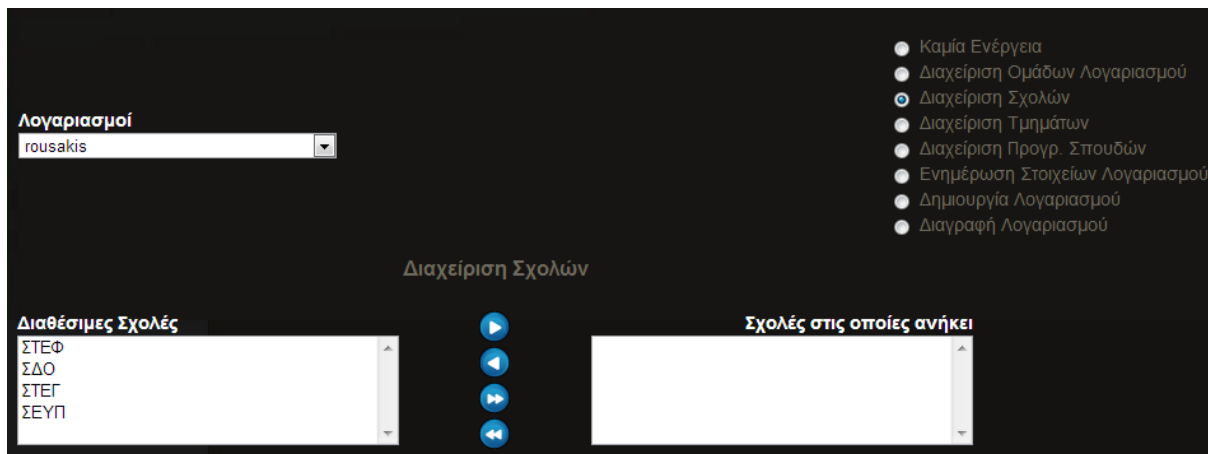 Καμία Ενέργεια
Διαχείριση Ομάδων Λογαριασμού
Διαχείριση Σχολών
Διαχείριση Τμημάτων
Διαχείριση Προγρ. Σπουδών
Ενημέρωση Στοιχείων Λογαριασμού
Δημιουργία Λογαριασμού
Διαγραφή Λογαριασμού
Λογαριασμοί
rousakis
Διαχείριση Σχολών
Διαθέσιμες Σχολές
ΣΤΕΦ
ΣΔΟ
ΣΤΕΓ
ΣΕΥΠ
Σχολές στις οποίες ανήκει